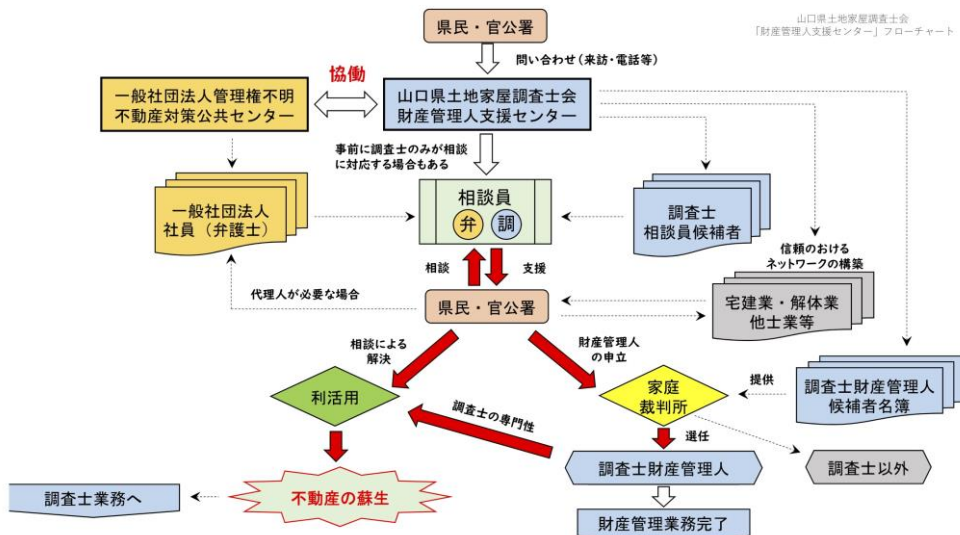 山口県土地家屋調査士会
「財産管理人支援センター」フローチャート
県民・官公署
問い合わせ（来訪・電話等）
協働
一般社団法人管理権不明
不動産対策公共センター
山口県土地家屋調査士会
財産管理人支援センター
事前に調査士のみが相談
に対応する場合もある
一般社団法人
社員（弁護士）
相談員
弁
調
調査士
相談員候補者
信頼のおける
ネットワークの構築
相談
支援
代理人が必要な場合
県民・官公署
宅建業・解体業
他士業等
相談による
解決
財産管理人
の申立
利活用
調査士の専門性
家庭
裁判所
提供
調査士財産管理人
候補者名簿
選任
調査士財産管理人
調査士以外
調査士業務へ
不動産の蘇生
財産管理業務完了